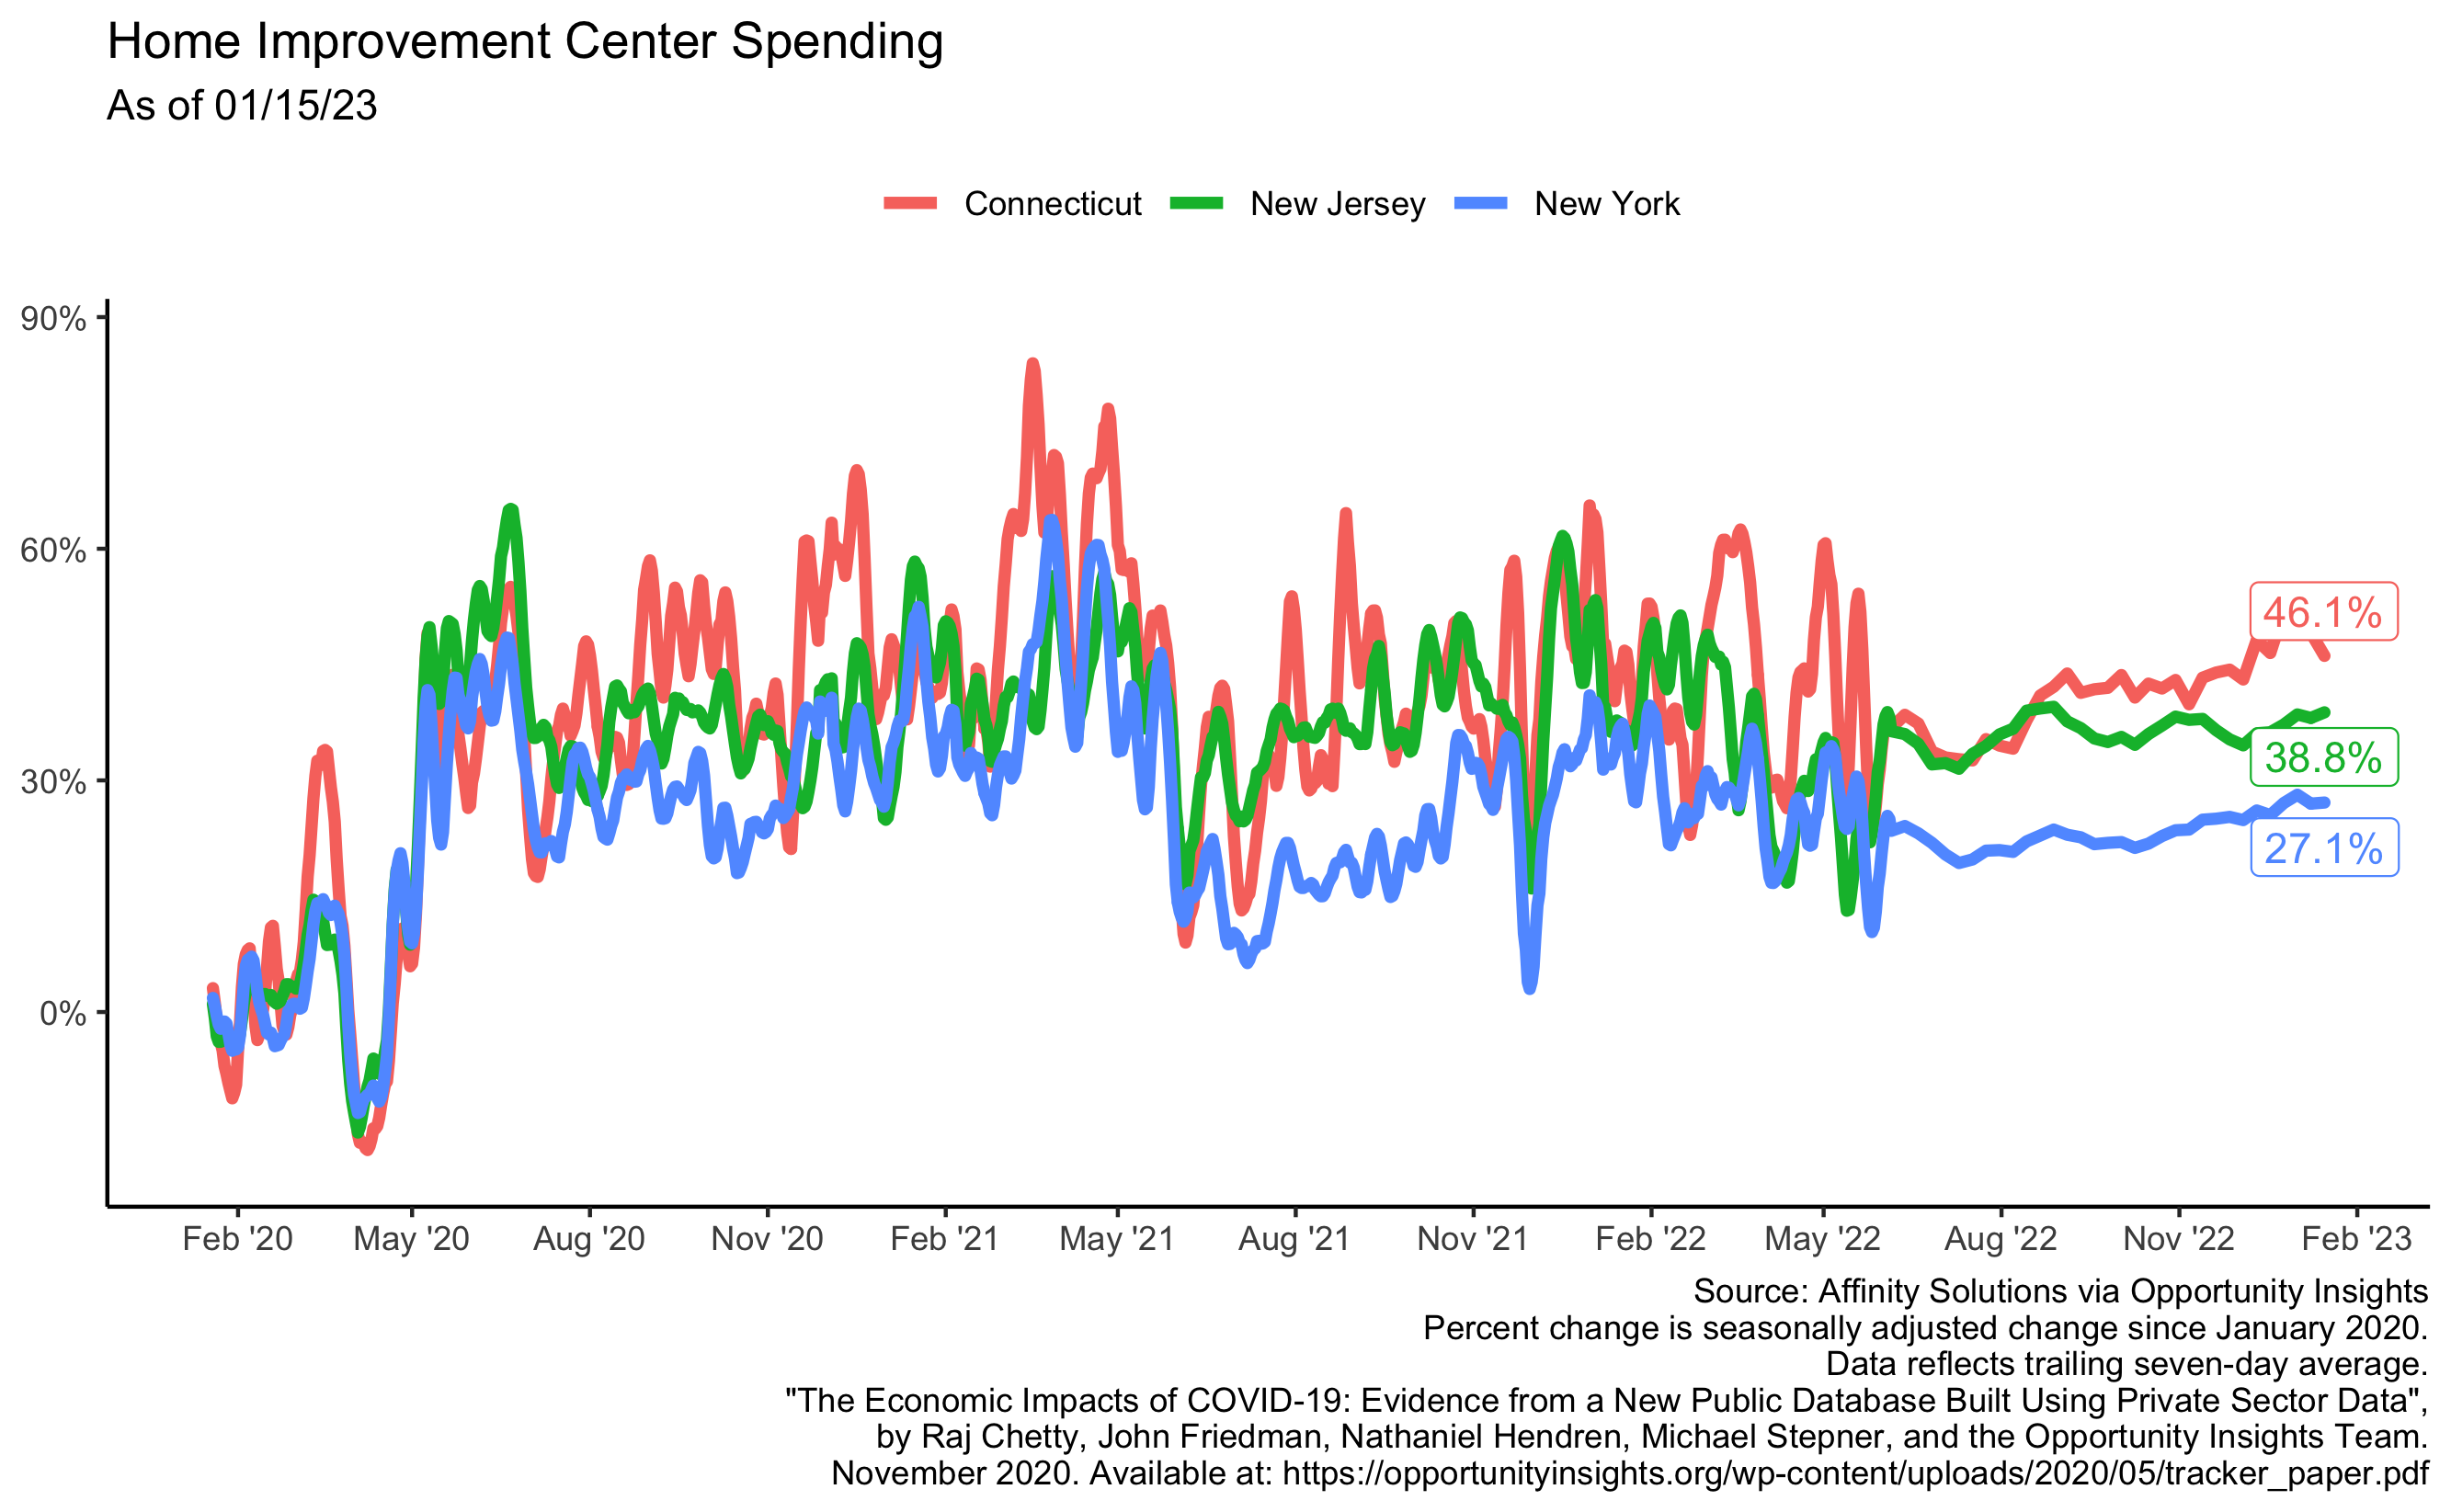 Home Improvement Center Spending
As of 01/15/23
Connecticut New Jersey New York
90%
60%
30%
0%
46.1%
38.8%
27.1%
Feb '20 May '20 Aug '20 Nov '20 Feb '21 May '21 Aug '21 Nov '21 Feb '22 May '22 Aug '22 Nov '22 Feb '23
Source: Affinity Solutions via Opportunity Insights
Percent change is seasonally adjusted change since January 2020.
Data reflects trailing seven-day average.
"The Economic Impacts of COVID-19: Evidence from a New Public Database Built Using Private Sector Data",
by Raj Chetty, John Friedman, Nathaniel Hendren, Michael Stepner, and the Opportunity Insights Team.
November 2020. Available at: https://opportunityinsights.org/wp-content/uploads/2020/05/tracker_paper.pdf